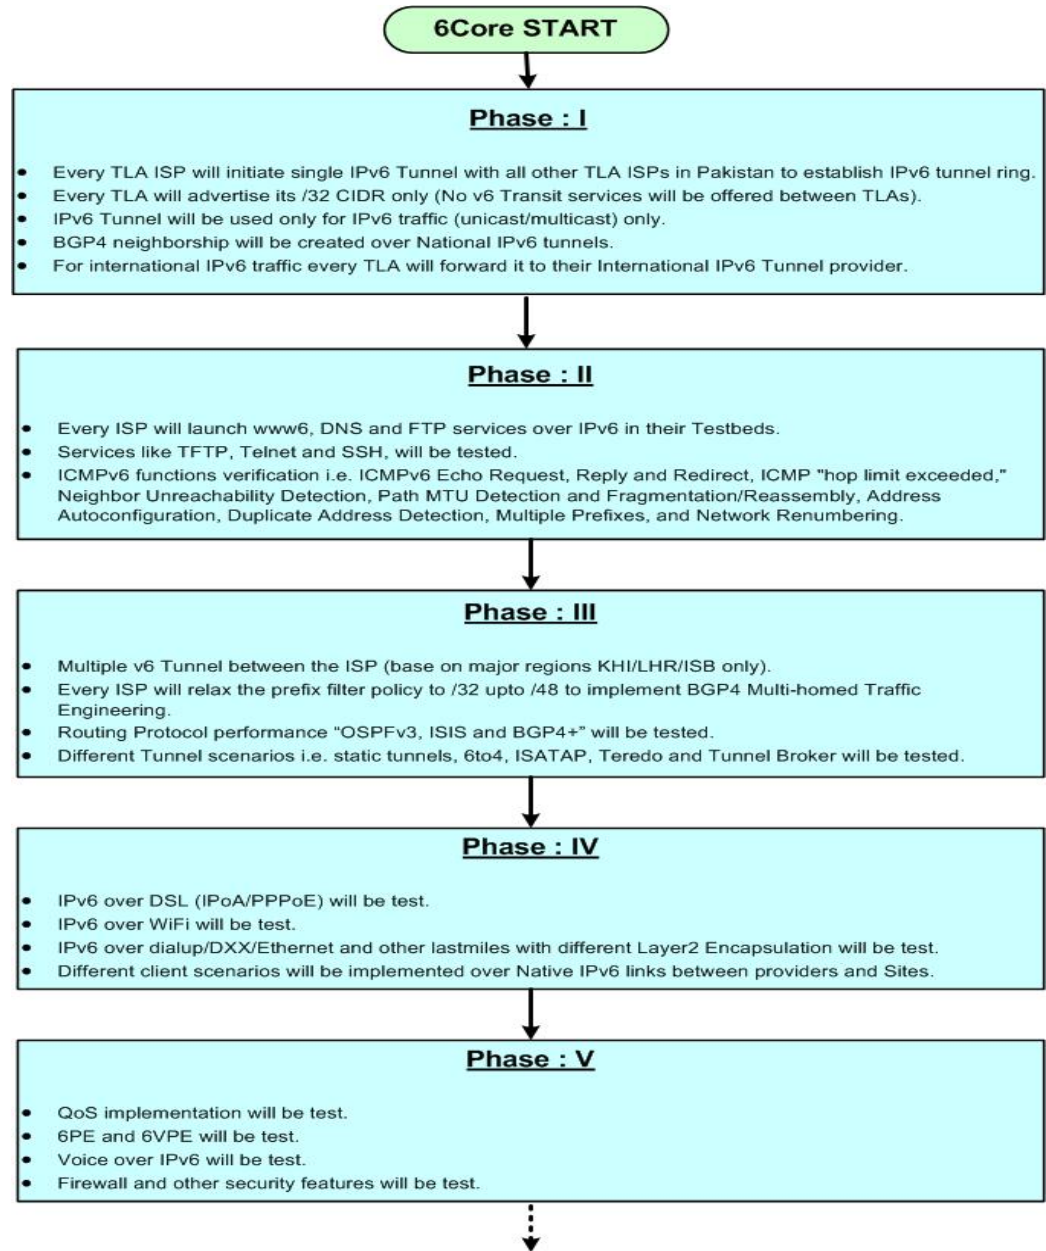 6Core START
Phase : I
• Every TLA ISP will initiate single IPv6 Tunnel with all other TLA ISPs in Pakistan to establish IPv6 tunnel ring.
• Every TLA will advertise its /32 CIDR only (No v6 Transit services will be offered between TLAs).
• IPv6 Tunnel will be used only for IPv6 traffic (unicast/multicast) only.
• BGP4 neighborship will be created over National IPv6 tunnels.
• For international IPv6 traffic every TLA will forward it to their International IPv6 Tunnel provider.
Phase : II
• Every ISP will launch www6, DNS and FTP services over IPv6 in their Testbeds.
• Services like TFTP, Telnet and SSH, will be tested.
• ICMPv6 functions verification i.e. ICMPv6 Echo Request, Reply and Redirect, ICMP "hop limit exceeded,"
Neighbor Unreachability Detection, Path MTU Detection and Fragmentation/Reassembly, Address
Autoconfiguration, Duplicate Address Detection, Multiple Prefixes, and Network Renumbering.
Phase : III
• Multiple v6 Tunnel between the ISP (base on major regions KHI/LHR/ISB only).
• Every ISP will relax the prefix filter policy to /32 upto /48 to implement BGP4 Multi-homed Traffic
Engineering.
• Routing Protocol performance “OSPFv3, ISIS and BGP4+” will be tested.
• Different Tunnel scenarios i.e. static tunnels, 6to4, ISATAP, Teredo and Tunnel Broker will be tested.
Phase : IV
• IPv6 over DSL (IPoA/PPPoE) will be test.
• IPv6 over WiFi will be test.
• IPv6 over dialup/DXX/Ethernet and other lastmiles with different Layer2 Encapsulation will be test.
• Different client scenarios will be implemented over Native IPv6 links between providers and Sites.
Phase : V
• QoS implementation will be test.
• 6PE and 6VPE will be test.
• Voice over IPv6 will be test.
• Firewall and other security features will be test.